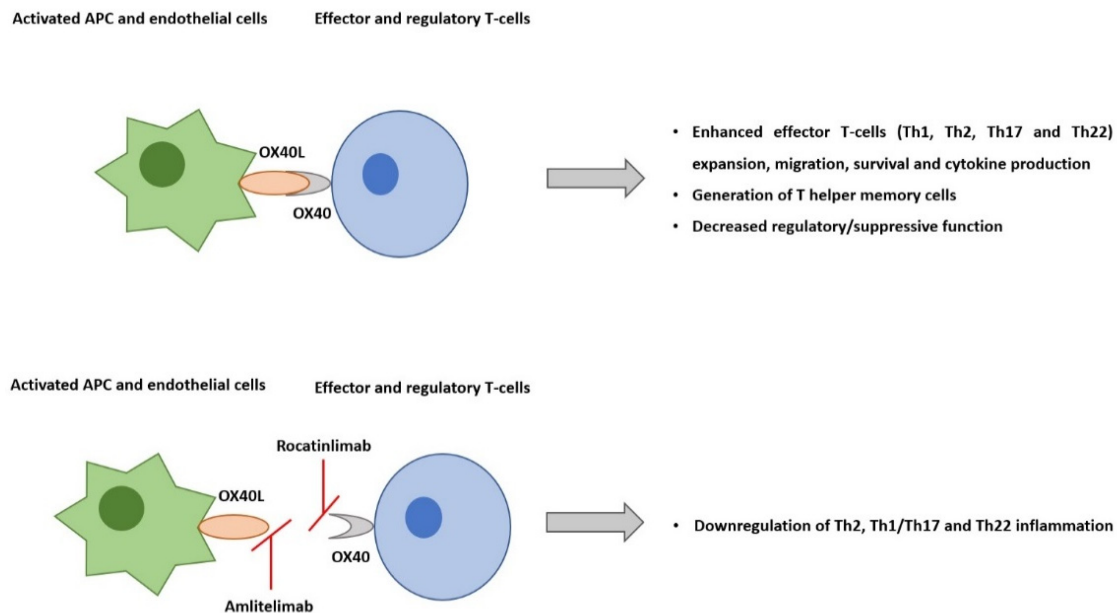 Activated APC and endothelial cells
Effector and regulatory T-cells
OX40L
OX40
• Enhanced effector T-cells (Th1, Th2, Th17 and Th22)
expansion, migration, survival and cytokine production
• Generation of T helper memory cells
• Decreased regulatory/suppressive function
Activated APC and endothelial cells
Effector and regulatory T-cells
Rocatinlimab
OX40L
OX40
Amlitelimab
• Downregulation of Th2, Th1/Th17 and Th22 inflammation